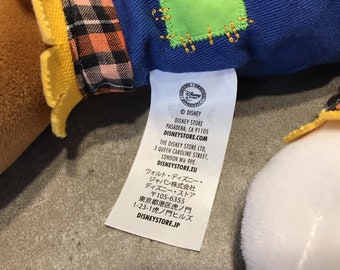 © DISNEY
DISNEY STORE
PASADENA, CA 91105
DISNEYSTORE.COM
THE DISNEY STORE LTD,
3 QUEEN CAROLINE STREET,
LONDON W6 9PE.
DISNEYSTORE.EU
ウォルト・ディズニー・
ジャパン株式会社
ディズニー・ストア
〒105-6355
東京都港区虎ノ門
1-23-1虎ノ門ヒルズ
DISNEYSTORE.JP